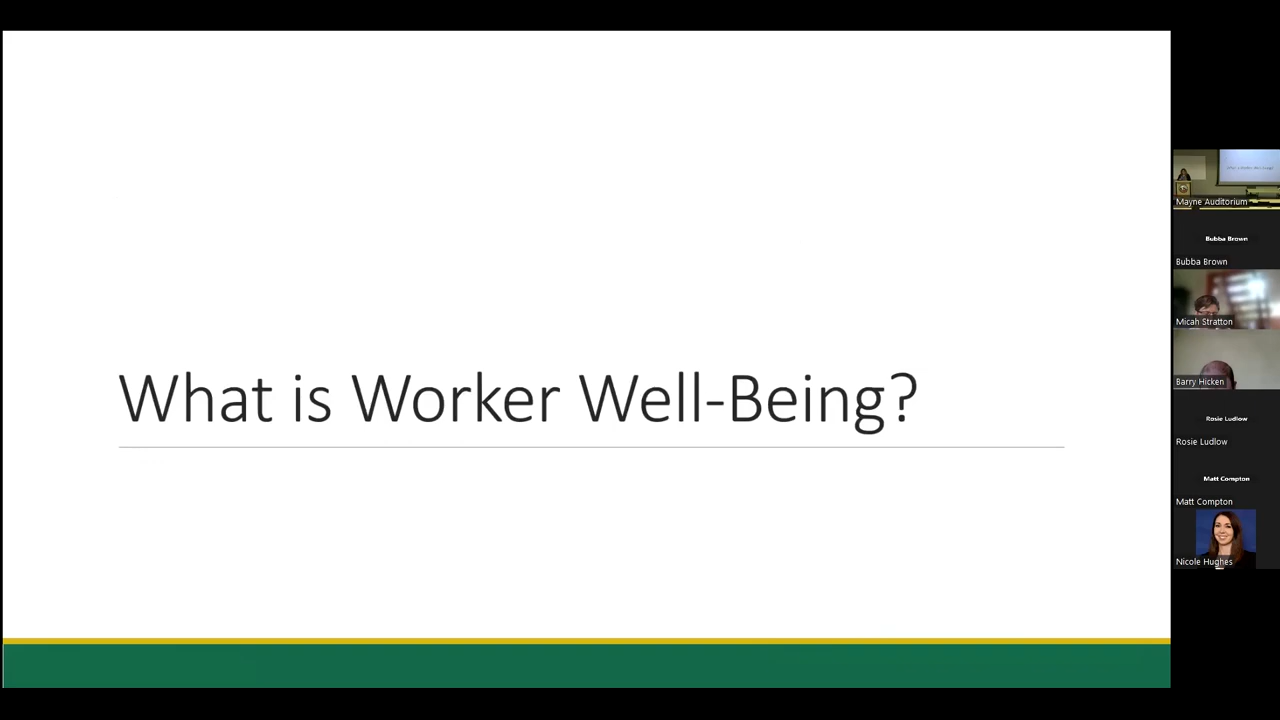 What is Worker Well-Being?
Mayne Auditorium
Bubba Brown
Bubba Brown
Micah Stratton
Barry Hicken
Rosie Ludlow
Rosie Ludlow
Matt Compton
Matt Compton
Nicole Hughes